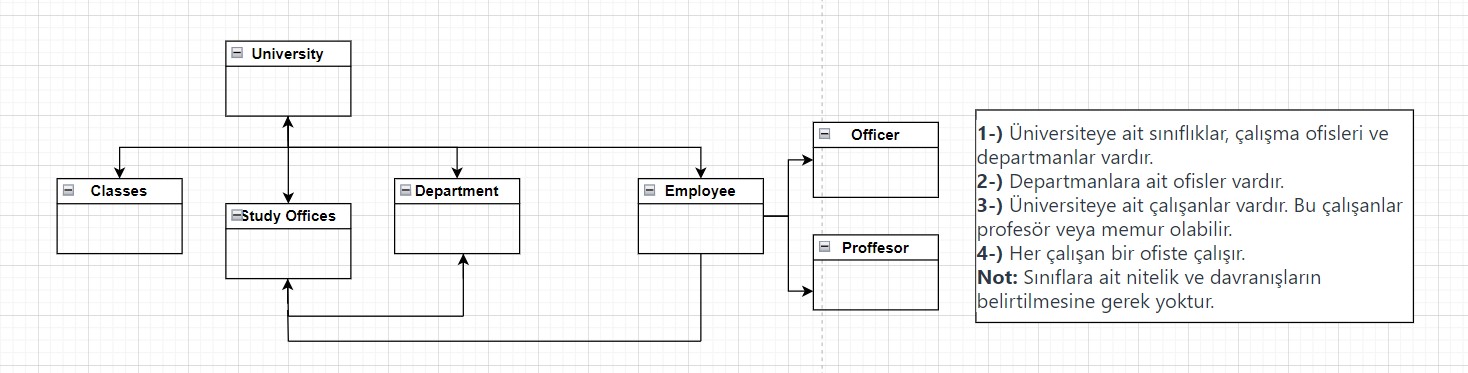 University
Classes
Study Offices
Department
Employee
Officer
Proffesor
1-) Üniversiteye ait sınıflıklar, çalışma ofisleri ve
departmanlar vardır.
2-) Departmanlara ait ofisler vardır.
3-) Üniversiteye ait çalışanlar vardır. Bu çalışanlar
profesör veya memur olabilir.
4-) Her çalışan bir ofiste çalışır.
Not: Sınıflara ait nitelik ve davranışların
belirtilmesine gerek yoktur.